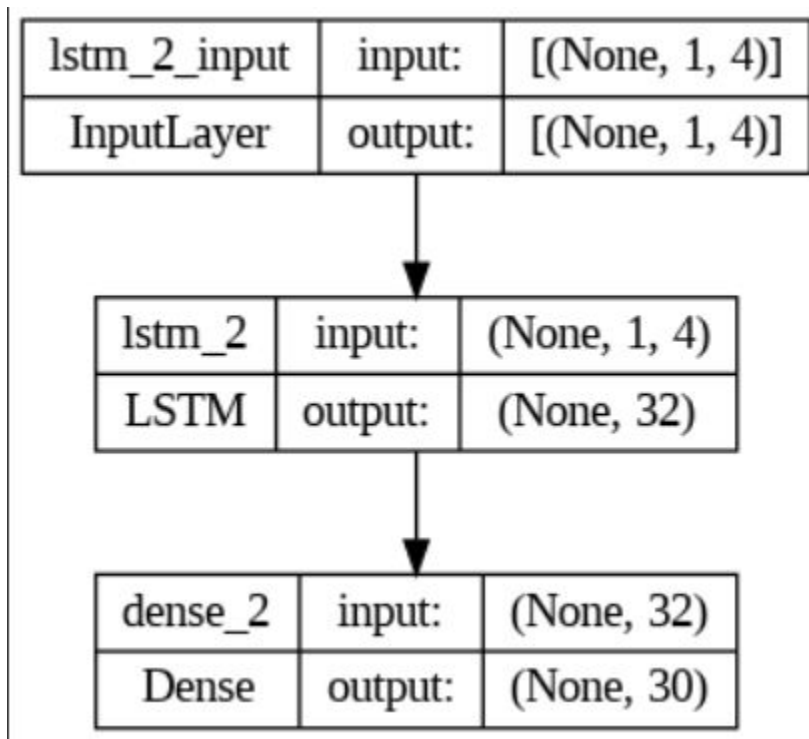 lstm_2_input input: [(None, 1, 4)]
InputLayer output: [(None, 1, 4)]
lstm_2 input: (None, 1, 4)
LSTM output: (None, 32)
dense_2 input: (None, 32)
Dense output: (None, 30)